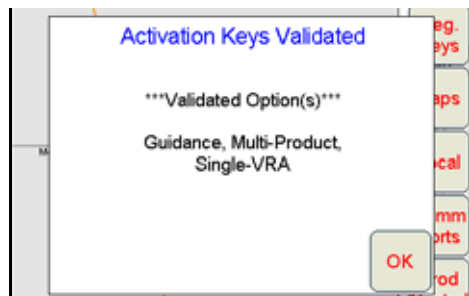 Activation Keys Validated
***Validated Option(s)***
Guidance, Multi-Product,
Single-VRA
OK